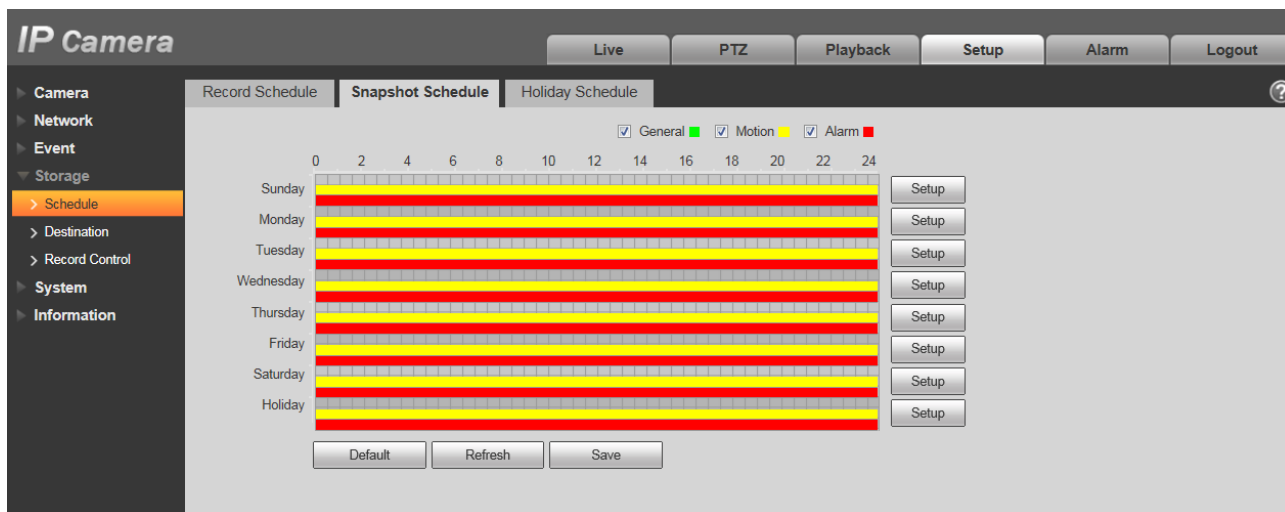 IP Camera
Live PTZ Playback Setup Alarm Logout
Camera
Network
Event
Storage
Schedule
Destination
Record Control
System
Information
Record Schedule Snapshot Schedule Holiday Schedule
?
General Motion Alarm
0 2 4 6 8 10 12 14 16 18 20 22 24
Sunday Setup
Monday Setup
Tuesday Setup
Wednesday Setup
Thursday Setup
Friday Setup
Saturday Setup
Holiday Setup
Default Refresh Save